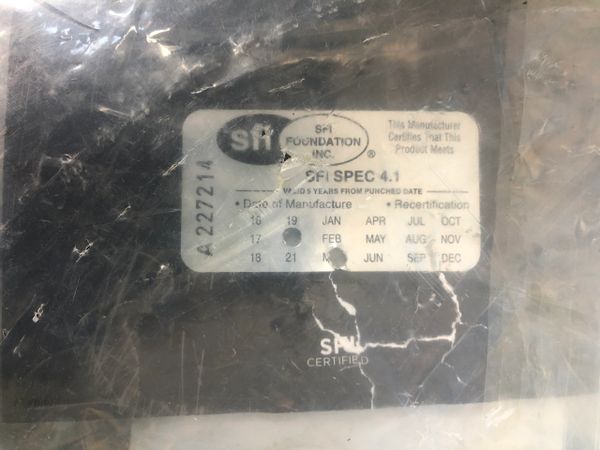 sfi
SFI
FOUNDATION
INC.
®
This Manufacturer
Certifies That This
Product Meets
SFI SPEC 4.1
5 YEARS FROM PUNCHED DATE
• Date of Manufacture • Recertification
16 19 JAN APR JUL OCT
17 FEB MAY AUG NOV
18 21 JUN SEP DEC
A 227214
SFI
CERTIFIED